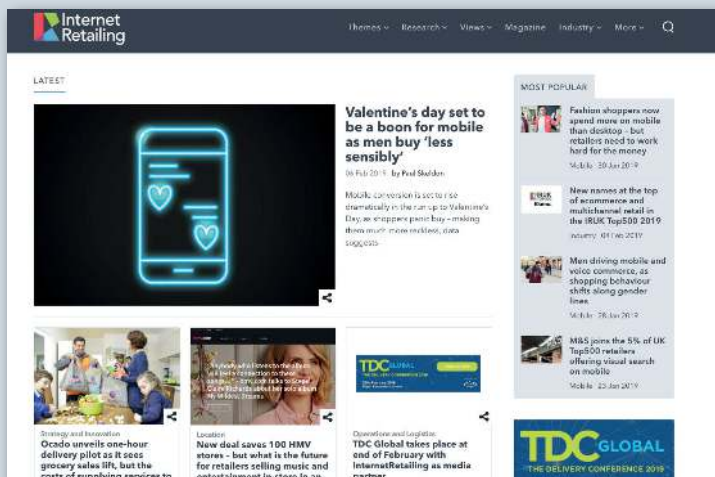 Internet
Retailing
Themes
Research
Views
Magazine
Industry
More
LATEST
Valentine's day set to
be a boon for mobile
as men buy 'less
sensibly'
06 Feb 2019 by Paul Skeldon
Mobile conversion is set to rise
dramatically in the run up to Valentine's
Day, as shoppers panic buy – making
them much more reckless, data
suggests
MOST POPULAR
Fashion shoppers now
spend more on mobile
than desktop – but
retailers need to work
hard for the money
Mobile 30 Jan 2019
New names at the top
of ecommerce and
multichannel retail in
the IRUK Top500 2019
Industry 04 Feb 2019
Men driving mobile and
voice commerce, as
shopping behaviour
shifts along gender
lines
Mobile 28 Jan 2019
M&S joins the 5% of UK
Top500 retailers
offering visual search
on mobile
Mobile 25 Jan 2019
Strategy and Innovation
Ocado unveils one-hour
delivery pilot as it sees
grocery sales lift, but the
costs of supplying services to
Location
New deal saves 100 HMV
stores – but what is the future
for retailers selling music and
entertainment in-store in an
TDC GLOBAL
Operations and Logistics
TDC Global takes place at
end of February with
InternetRetailing as media
partner
TDC GLOBAL
THE DELIVERY CONFERENCE 2019